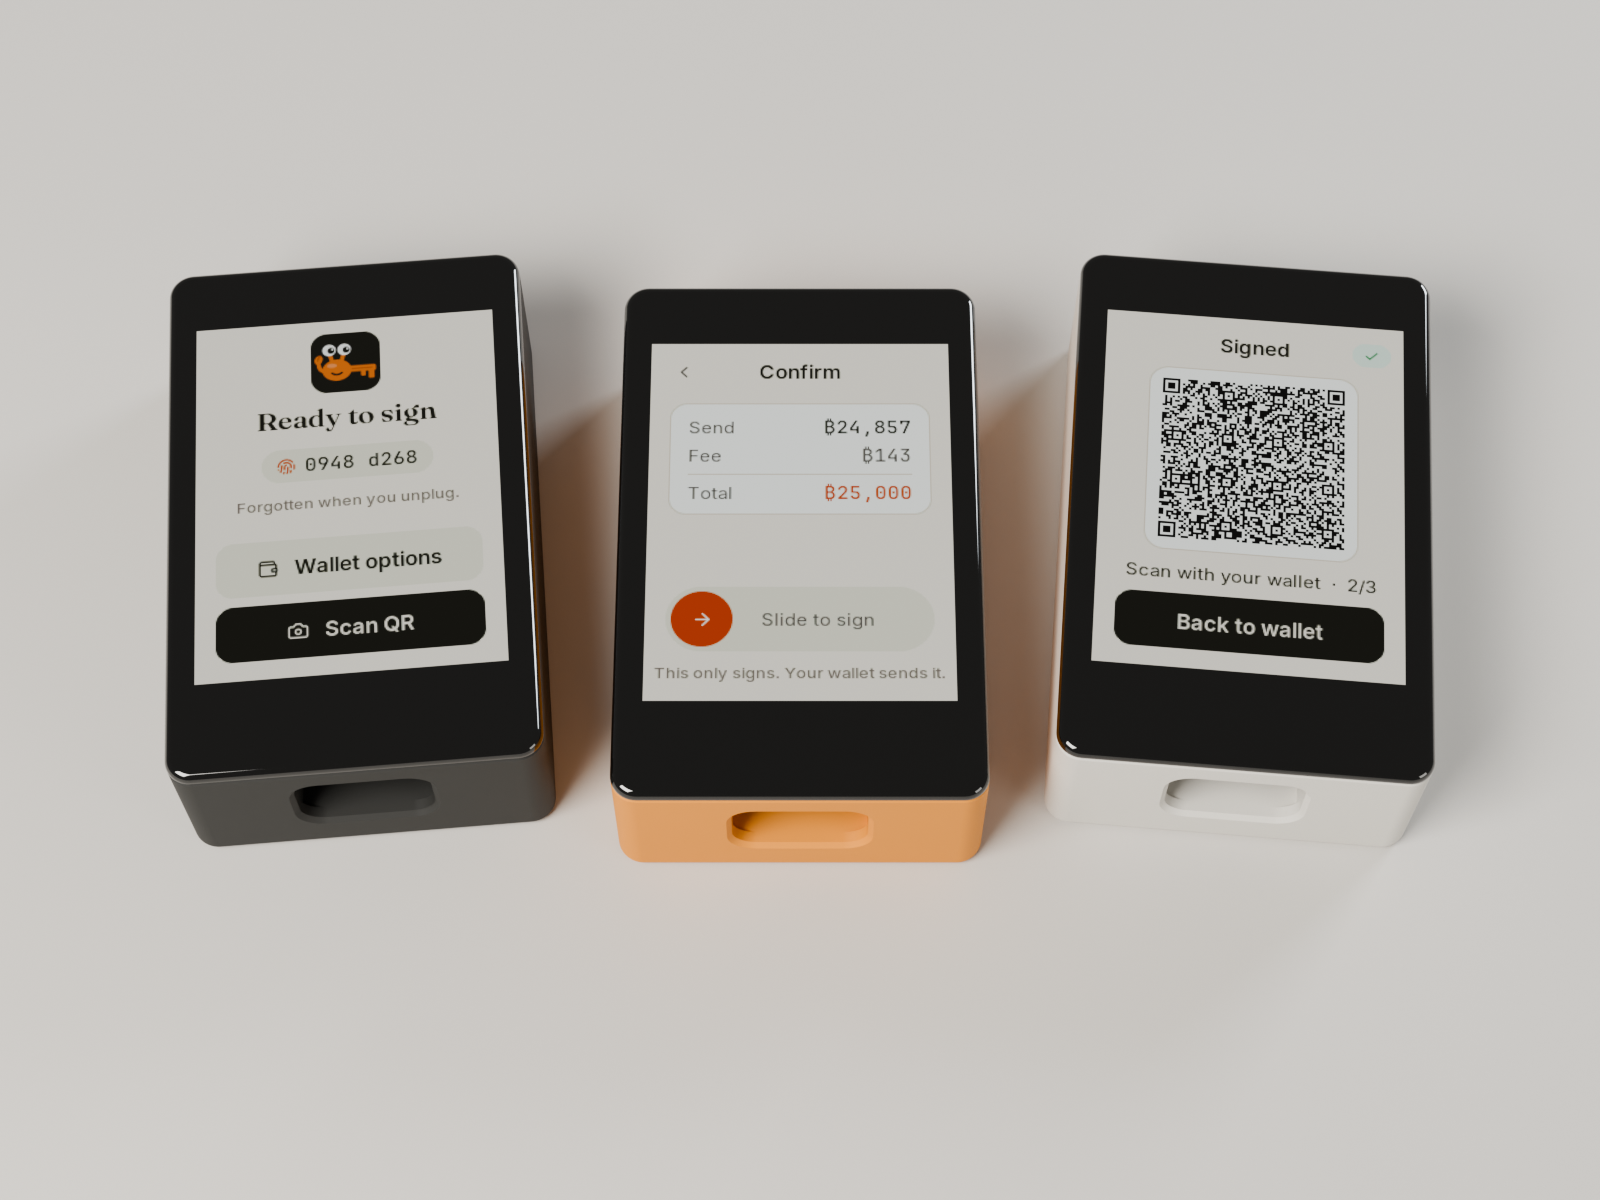 Ready to sign
0948 d268
Forgotten when you unplug.
Wallet options
Scan QR
Confirm
Send ₿24,857
Fee ₿143
Total ₿25,000
Slide to sign
This only signs. Your wallet sends it.
Signed
Scan with your wallet · 2/3
Back to wallet